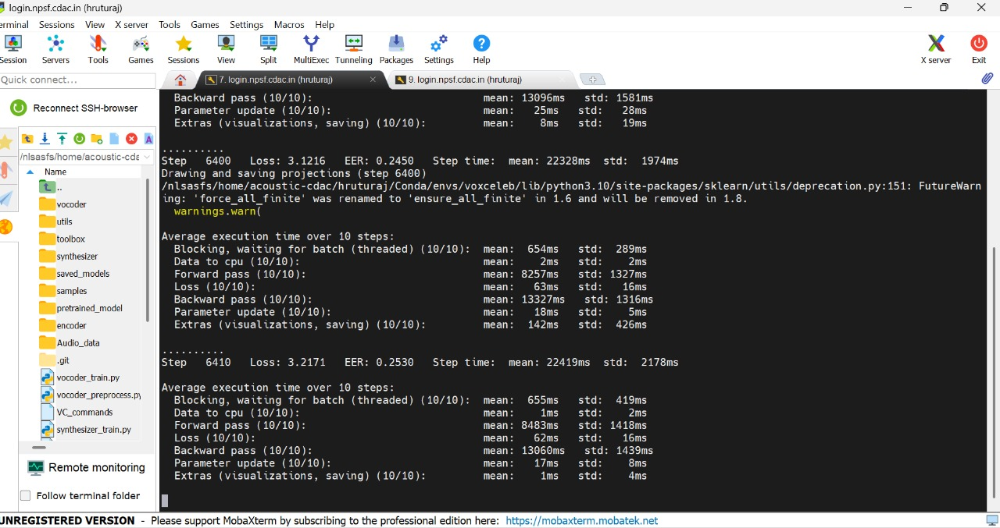 login.npsf.cdac.in (hruturaj)
erminal Sessions View X server Tools Games Settings Macros Help
Session Servers Tools Games Sessions View Split MultiExec Tunneling Packages Settings Help X server Exit
Quick connect...
7. login.npsf.cdac.in (hruturaj)
9. login.npsf.cdac.in (hruturaj)
Reconnect SSH-browser
/nlsasfs/home/acoustic-cda
Name
..
vocoder
utils
toolbox
synthesizer
saved_models
samples
pretrained_model
encoder
Audio_data
.git
vocoder_train.py
vocoder_preprocess.py
VC_commands
synthesizer_train.py
Remote monitoring
Follow terminal folder
Backward pass (10/10): mean: 13096ms std: 1581ms
Parameter update (10/10): mean: 25ms std: 28ms
Extras (visualizations, saving) (10/10): mean: 8ms std: 19ms
..........
Step 6400 Loss: 3.1216 EER: 0.2450 Step time: mean: 22328ms std: 1974ms
Drawing and saving projections (step 6400)
/nlsasfs/home/acoustic-cdac/hruturaj/Conda/envs/voxceleb/lib/python3.10/site-packages/sklearn/utils/deprecation.py:151: FutureWarn
ing: 'force_all_finite' was renamed to 'ensure_all_finite' in 1.6 and will be removed in 1.8.
warnings.warn(
Average execution time over 10 steps:
Blocking, waiting for batch (threaded) (10/10): mean: 654ms std: 289ms
Data to cpu (10/10): mean: 2ms std: 2ms
Forward pass (10/10): mean: 8257ms std: 1327ms
Loss (10/10): mean: 63ms std: 16ms
Backward pass (10/10): mean: 13327ms std: 1316ms
Parameter update (10/10): mean: 18ms std: 5ms
Extras (visualizations, saving) (10/10): mean: 142ms std: 426ms
..........
Step 6410 Loss: 3.2171 EER: 0.2530 Step time: mean: 22419ms std: 2178ms
Average execution time over 10 steps:
Blocking, waiting for batch (threaded) (10/10): mean: 655ms std: 419ms
Data to cpu (10/10): mean: 1ms std: 2ms
Forward pass (10/10): mean: 8483ms std: 1418ms
Loss (10/10): mean: 62ms std: 16ms
Backward pass (10/10): mean: 13060ms std: 1439ms
Parameter update (10/10): mean: 17ms std: 8ms
Extras (visualizations, saving) (10/10): mean: 1ms std: 4ms
UNREGISTERED VERSION - Please support MobaXterm by subscribing to the professional edition here: https://mobaxterm.mobatek.net